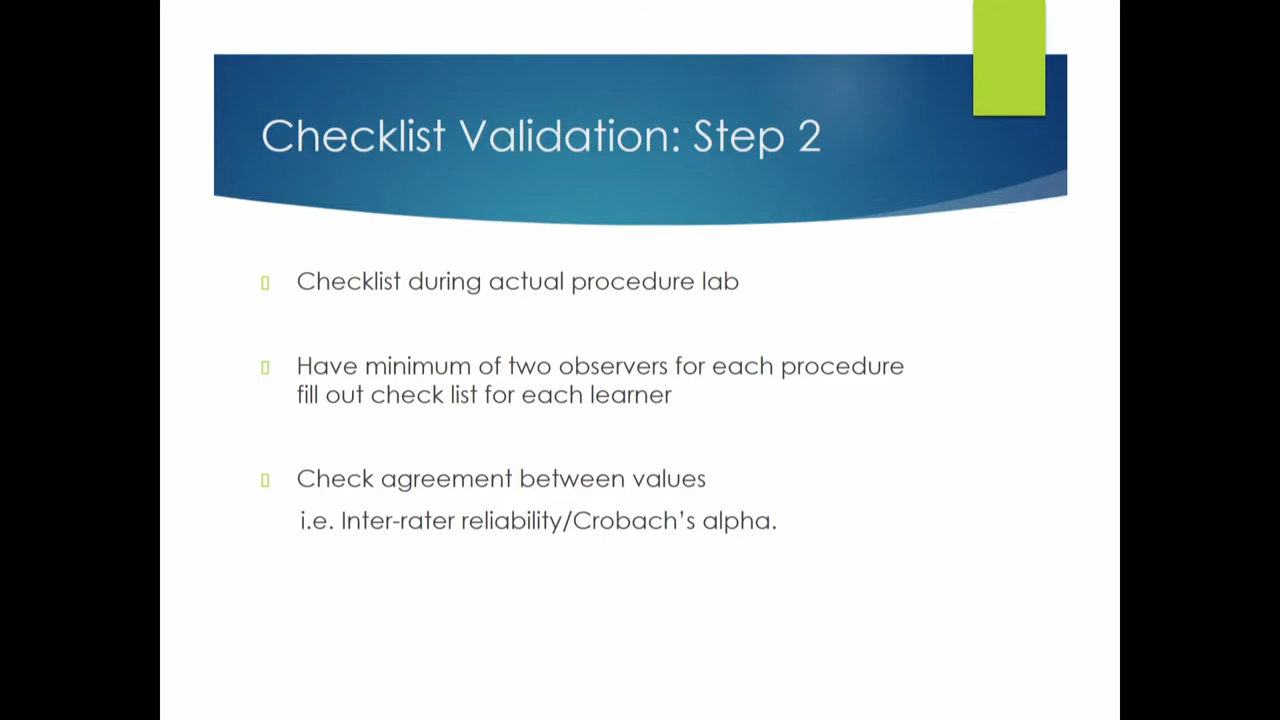 Checklist Validation: Step 2
Checklist during actual procedure lab
Have minimum of two observers for each procedure
fill out check list for each learner
Check agreement between values
i.e. Inter-rater reliability/Crobach’s alpha.